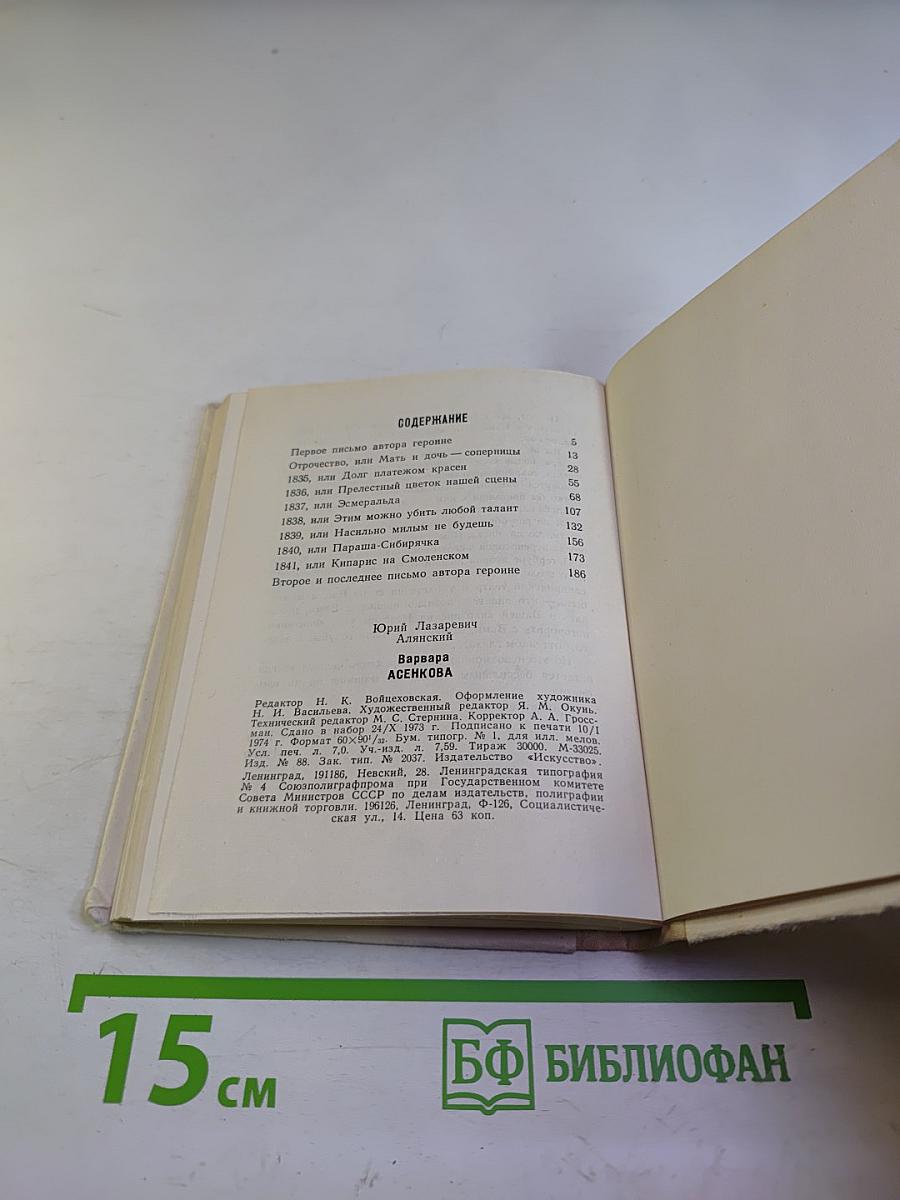 СОДЕРЖАНИЕ
Первое письмо автора героине 5
Отрочество, или Мать и дочь — соперницы 13
1835, или Долг платежом красен 28
1836, или Прелестный цветок нашей сцены 55
1837, или Эсмеральда 68
1838, или Этим можно убить любой талант 107
1839, или Насильно милым не будешь 132
1840, или Параша-Сибирячка 156
1841, или Кипарис на Смоленском 173
Второе и последнее письмо автора героине 186
Юрий Лазаревич
Алянский
Варвара
АСЕНКОВА
Редактор Н. К. Войцеховская. Оформление художника
Н. И. Васильева. Художественный редактор Я. М. Окунь.
Технический редактор М. С. Стернина. Корректор А. А. Гросс-
ман. Сдано в набор 24/X 1973 г. Подписано к печати 10/1
1974 г. Формат 60×90¹/₃₂. Бум. типогр. № 1, для илл. мелов.
Усл. печ. л. 7,0. Уч.-изд. л. 7,59. Тираж 30000. М-33025.
Изд. № 88. Зак. тип. № 2037. Издательство «Искусство».
Ленинград, 191186, Невский, 28. Ленинградская типография
№ 4 Союзполиграфпрома при Государственном комитете
Совета Министров СССР по делам издательств, полиграфии
и книжной торговли. 196126, Ленинград, Ф-126, Социалистиче-
ская ул., 14. Цена 63 коп.
15 см
БФ БИБЛИОФАН